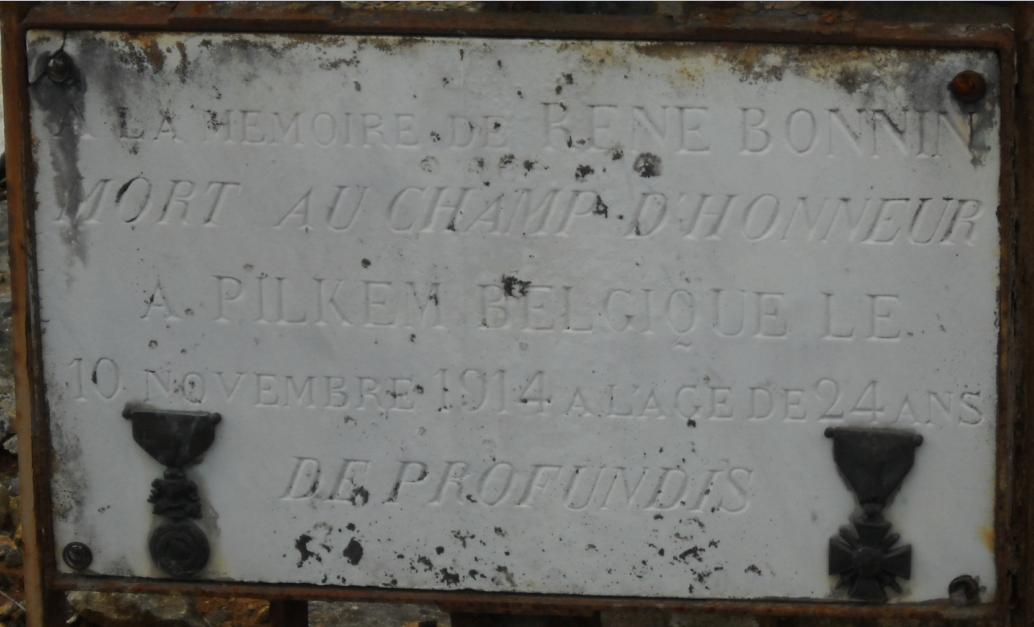 A LA MEMOIRE DE RENE BONNIN
MORT AU CHAMP D'HONNEUR
A PILKEM BELGIQUE LE
10 NOVEMBRE 1914 A L'AGE DE 24 ANS
DE PROFUNDIS